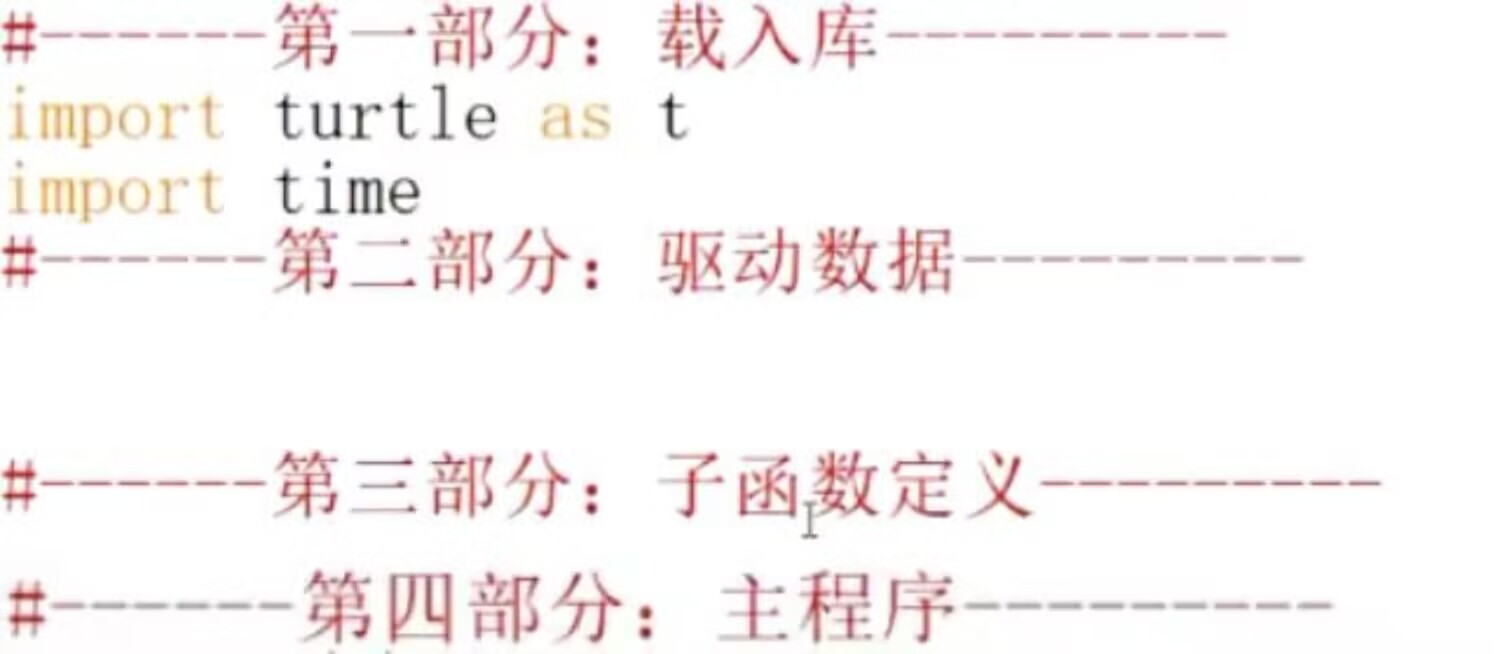 #------第一部分：载入库---------
import turtle as t
import time
#------第二部分：驱动数据---------
#------第三部分：子函数定义---------
#------第四部分：主程序---------